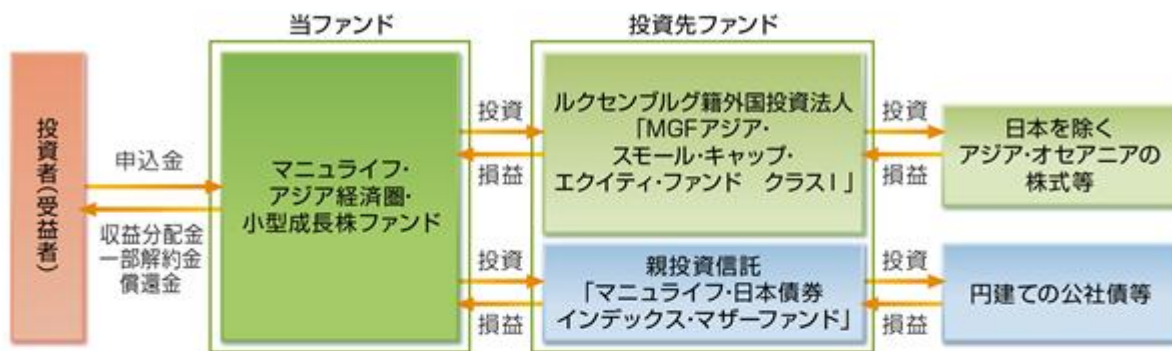 当ファンド
投資先ファンド
投資者(受益者)
申込金
収益分配金
一部解約金
償還金
マニュライフ・
アジア経済圏・
小型成長株ファンド
投資
損益
ルクセンブルグ籍外国投資法人
「MGFアジア・
スモール・キャップ・
エクイティ・ファンド クラスI」
投資
損益
日本を除く
アジア・オセアニアの
株式等
投資
損益
親投資信託
「マニュライフ・日本債券
インデックス・マザーファンド」
投資
損益
円建ての公社債等